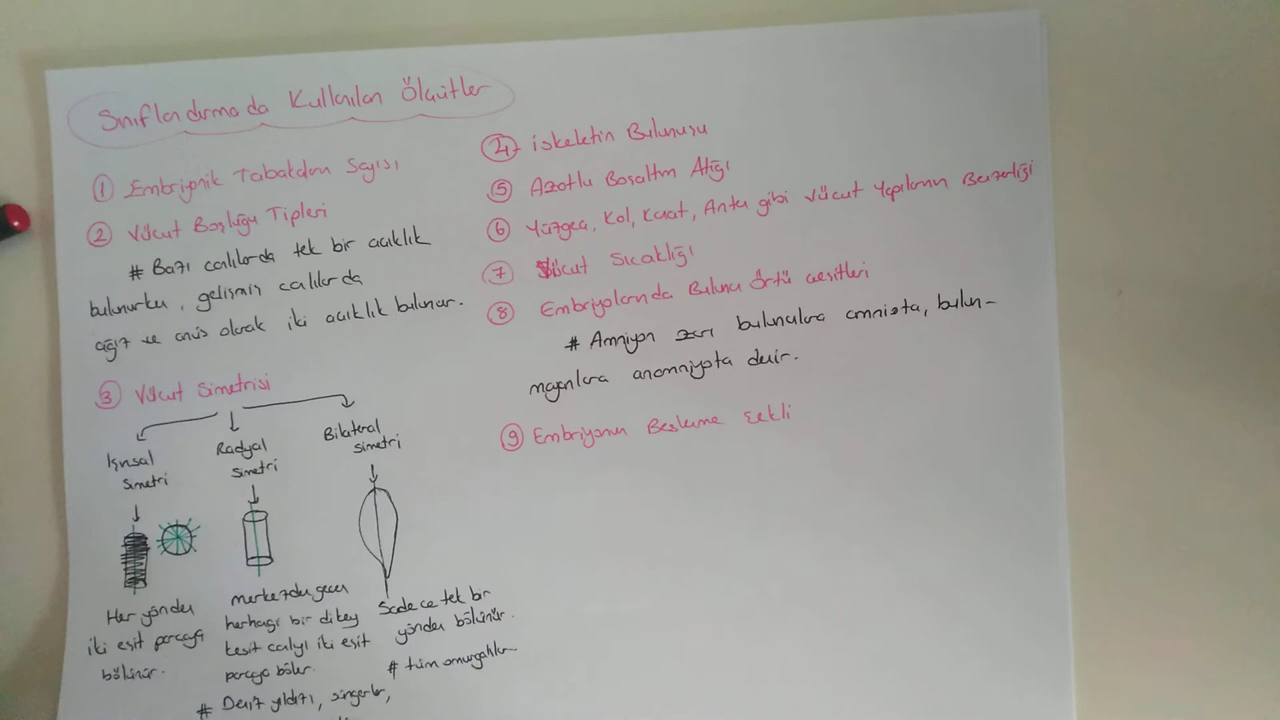 Sınıflandırmada Kullanılan Ölçütler
① Embriyonik Tabakaların Sayısı
② Vücut Boşluğu Tipleri
# Bazı canlılarda tek bir açıklık
bulunurken, gelişmiş canlılarda
ağız ve anüs olarak iki açıklık bulunur.
③ Vücut Simetrisi
Işınsal
Simetri
Radyal
Simetri
Bilateral
Simetri
Her yönden
iki eşit parçaya
bölünür.
merkezden geçen
herhangi bir dikey
kesit canlıyı iki eşit
parçaya böler.
# Deniz yıldızı, süngerler,
Sadece tek bir
yönden bölünür.
# tüm omurgalılar
④ İskeletin Bulunuşu
⑤ Azotlu Boşaltım Atığı
⑥ Yüzgeç, Kol, Kanat, Anten gibi Vücut Yapılarının Benzerliği
⑦ Vücut Sıcaklığı
⑧ Embriyolarında Bulunan Örtü Çeşitleri
# Amniyon zarı bulunanlara amniota, bulun-
mayanlara anamniyota denir.
⑨ Embriyonun Beslenme Şekli